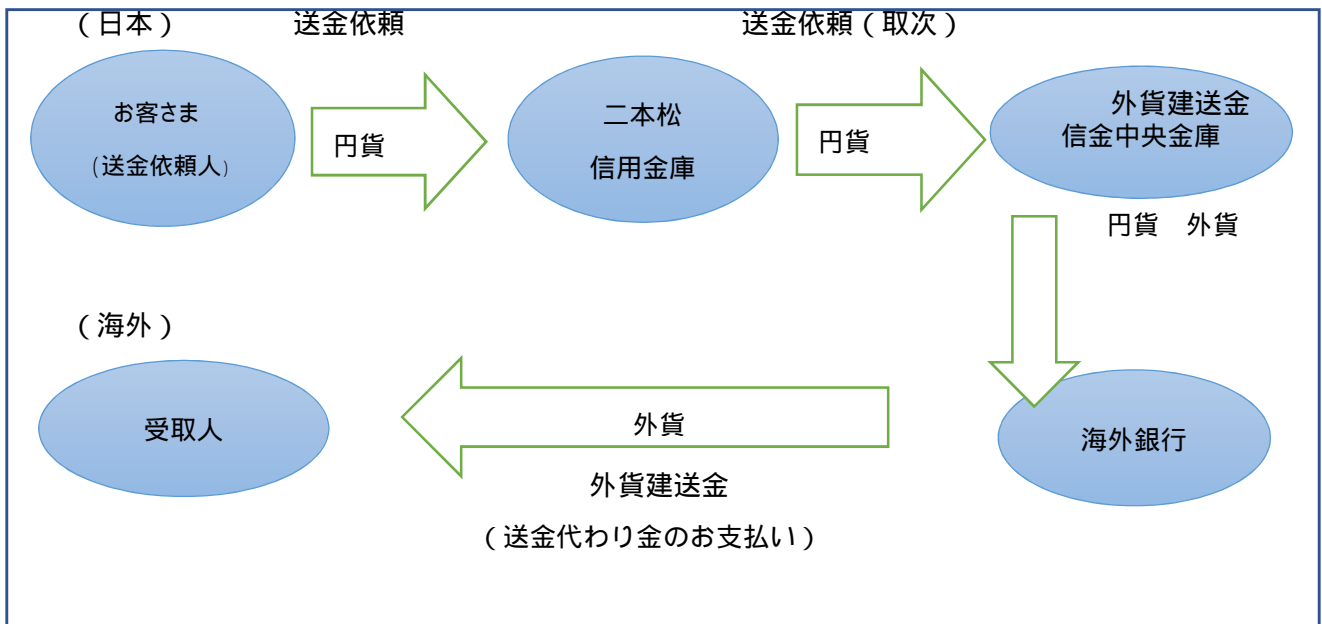 (日本)
送金依頼
送金依頼(取次)
お客さま
(送金依頼人)
円貨
二本松
信用金庫
円貨
外貨建送金
信金中央金庫
円貨　外貨
(海外)
受取人
外貨
海外銀行
外貨建送金
(送金代わり金のお支払い)